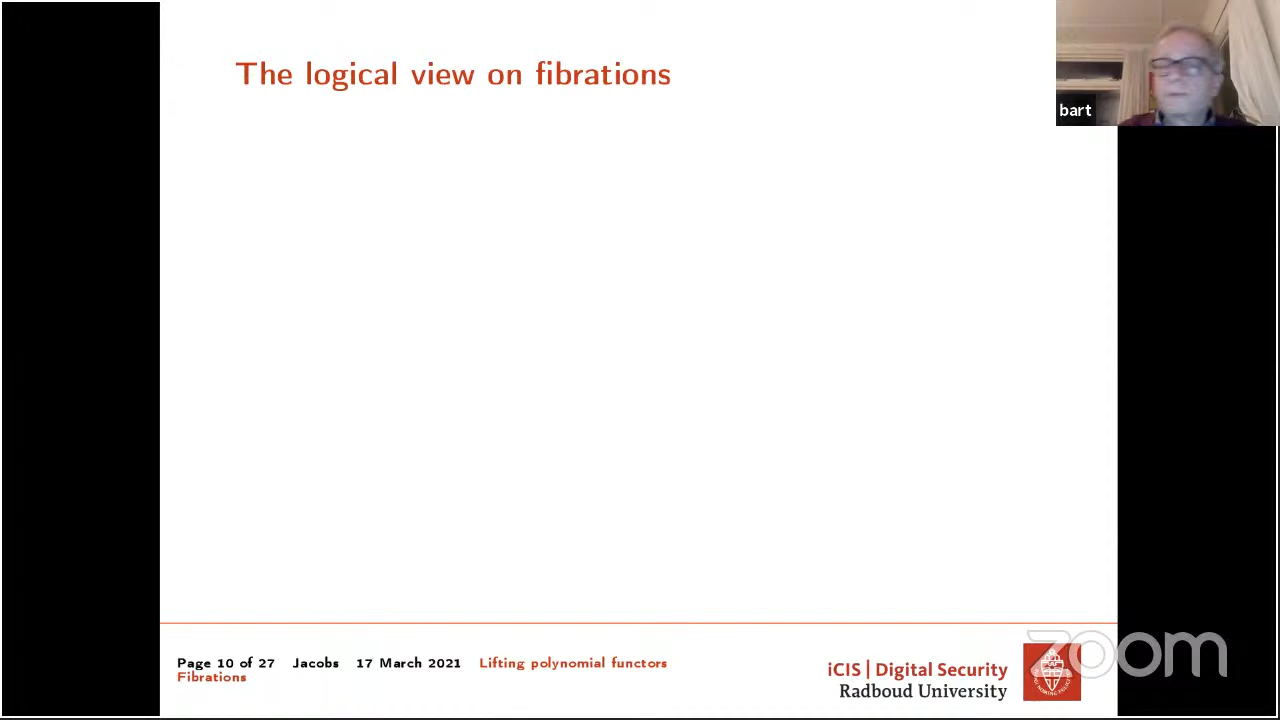 The logical view on fibrations
bart
Page 10 of 27 Jacobs 17 March 2021 Lifting polynomial functors
Fibrations
iCIS | Digital Security
Radboud University
zoom